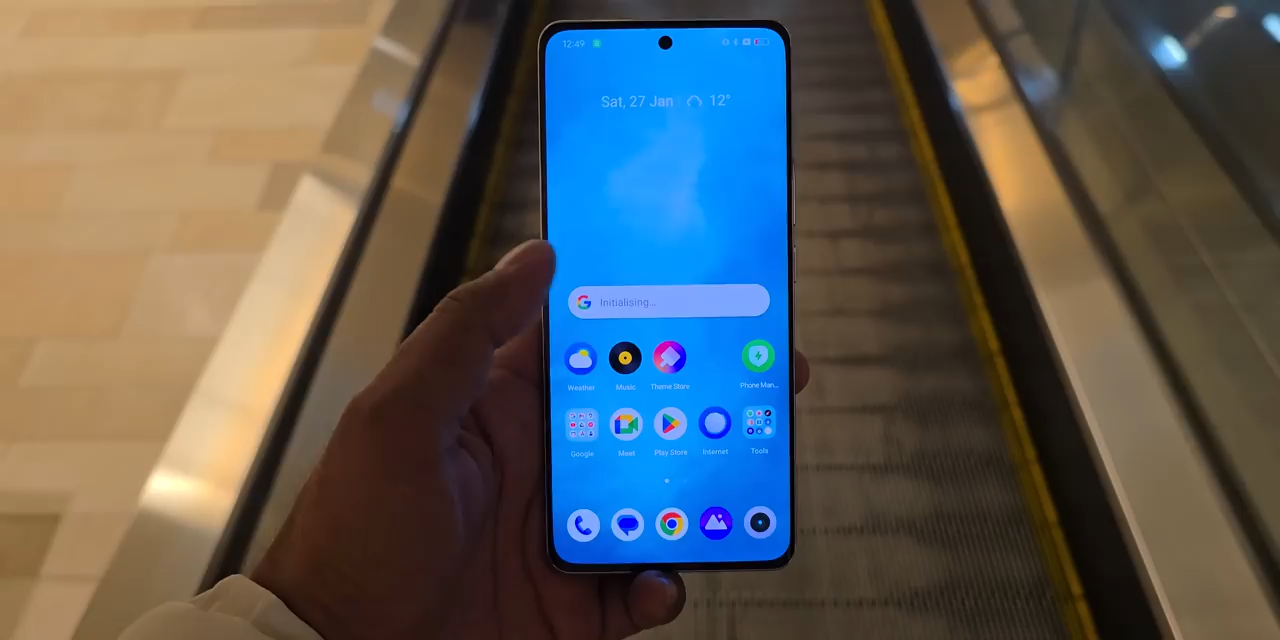 12:49
Sat, 27 Jan 12°
Initialising...
Weather Music Theme Store Phone Man...
Google Meet Play Store Internet Tools